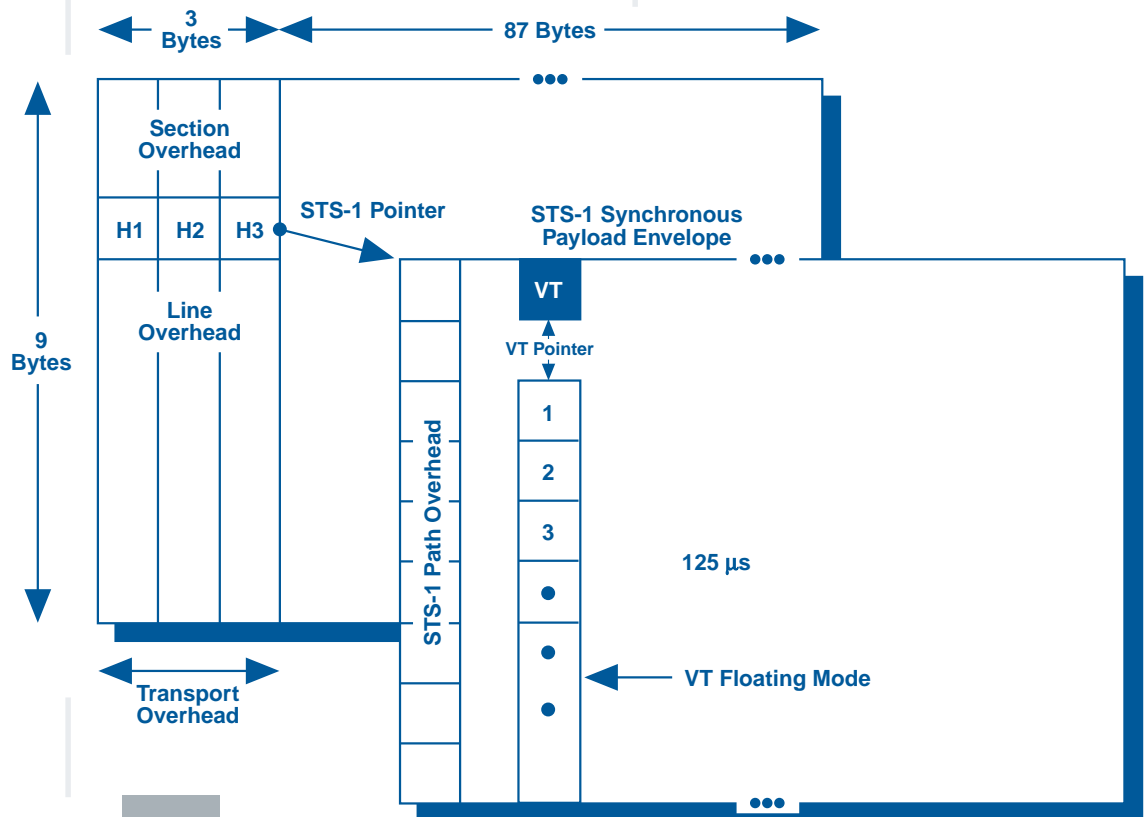 3
Bytes
87 Bytes
Section
Overhead
H1 H2 H3
STS-1 Pointer
STS-1 Synchronous
Payload Envelope
VT
VT Pointer
Line
Overhead
9
Bytes
1
2
3
STS-1 Path Overhead
125 µs
VT Floating Mode
Transport
Overhead